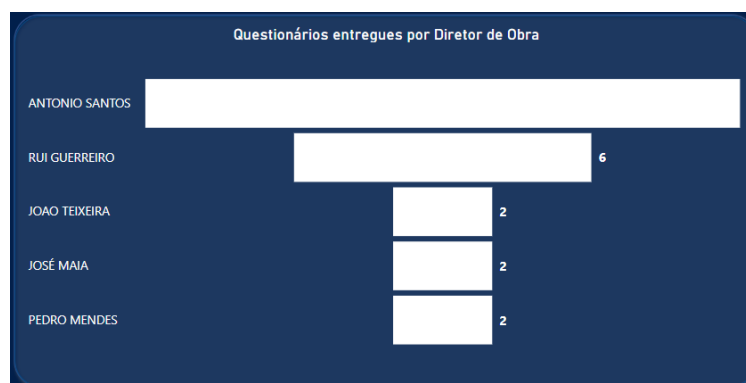 Questionários entregues por Diretor de Obra
ANTONIO SANTOS
RUI GUERREIRO 6
JOAO TEIXEIRA 2
JOSÉ MAIA 2
PEDRO MENDES 2